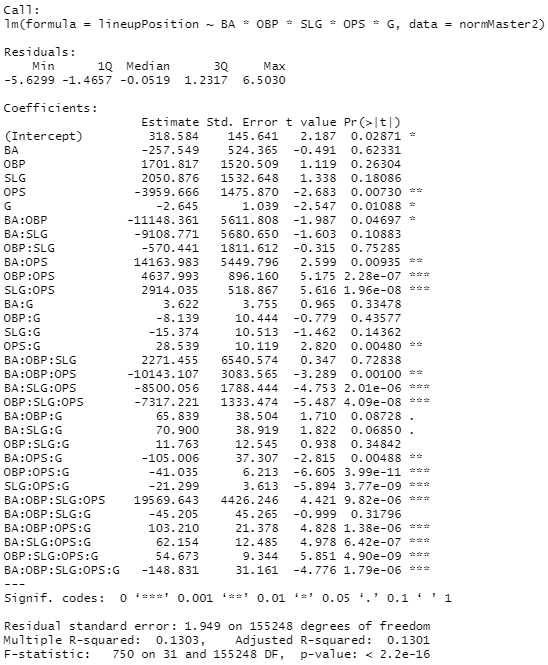 Call:
lm(formula = lineupPosition ~ BA * OBP * SLG * OPS * G, data = normMaster2)
Residuals:
Min 1Q Median 3Q Max
-5.6299 -1.4657 -0.0519 1.2317 6.5030
Coefficients:
Estimate Std. Error t value Pr(>|t|)
(Intercept) 318.584 145.641 2.187 0.02871 *
BA -257.549 524.365 -0.491 0.62331
OBP 1701.817 1520.509 1.119 0.26304
SLG 2050.876 1532.648 1.338 0.18086
OPS -3959.666 1475.870 -2.683 0.00730 **
G -2.645 1.039 -2.547 0.01088 *
BA:OBP -11148.361 5611.808 -1.987 0.04697 *
BA:SLG -9108.771 5680.650 -1.603 0.10883
OBP:SLG -570.441 1811.612 -0.315 0.75285
BA:OPS 14163.983 5449.796 2.599 0.00935 **
OBP:OPS 4637.993 896.160 5.175 2.28e-07 ***
SLG:OPS 2914.035 518.867 5.616 1.96e-08 ***
BA:G 3.622 3.755 0.965 0.33478
OBP:G -8.139 10.444 -0.779 0.43577
SLG:G -15.374 10.513 -1.462 0.14362
OPS:G 28.539 10.119 2.820 0.00480 **
BA:OBP:SLG 2271.455 6540.574 0.347 0.72838
BA:OBP:OPS -10143.107 3083.565 -3.289 0.00100 **
BA:SLG:OPS -8500.056 1788.444 -4.753 2.01e-06 ***
OBP:SLG:OPS -7317.221 1333.474 -5.487 4.09e-08 ***
BA:OBP:G 65.839 38.504 1.710 0.08728 .
BA:SLG:G 70.900 38.919 1.822 0.06850 .
OBP:SLG:G 11.763 12.545 0.938 0.34842
BA:OPS:G -105.006 37.307 -2.815 0.00488 **
OBP:OPS:G -41.035 6.213 -6.605 3.99e-11 ***
SLG:OPS:G -21.299 3.613 -5.894 3.77e-09 ***
BA:OBP:SLG:OPS 19569.643 4426.246 4.421 9.82e-06 ***
BA:OBP:SLG:G -45.205 45.265 -0.999 0.31796
BA:OBP:OPS:G 103.210 21.378 4.828 1.38e-06 ***
BA:SLG:OPS:G 62.154 12.485 4.978 6.42e-07 ***
OBP:SLG:OPS:G 54.673 9.344 5.851 4.90e-09 ***
BA:OBP:SLG:OPS:G -148.831 31.161 -4.776 1.79e-06 ***
---
Signif. codes: 0 ‘***’ 0.001 ‘**’ 0.01 ‘*’ 0.05 ‘.’ 0.1 ‘ ’ 1
Residual standard error: 1.949 on 155248 degrees of freedom
Multiple R-squared: 0.1303, Adjusted R-squared: 0.1301
F-statistic: 750 on 31 and 155248 DF, p-value: < 2.2e-16